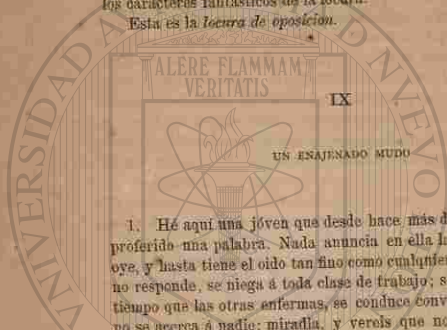 los caractéres fantásticos de la locura.
Esta es la locura de oposicion.
ALERE FLAMMAM
VERITATIS
IX
UN ENAJENADO MUDO
1. Hé aquí una jóven que desde hace más d
proferido una palabra. Nada anuncia en ella l
oye, y hasta tiene el oido tan fino como cualquier
no responde, se niega á toda clase de trabajo; s
tiempo que las otras enfermas, se conduce conv
no se acerca á nadie; miradla, y vereis que no